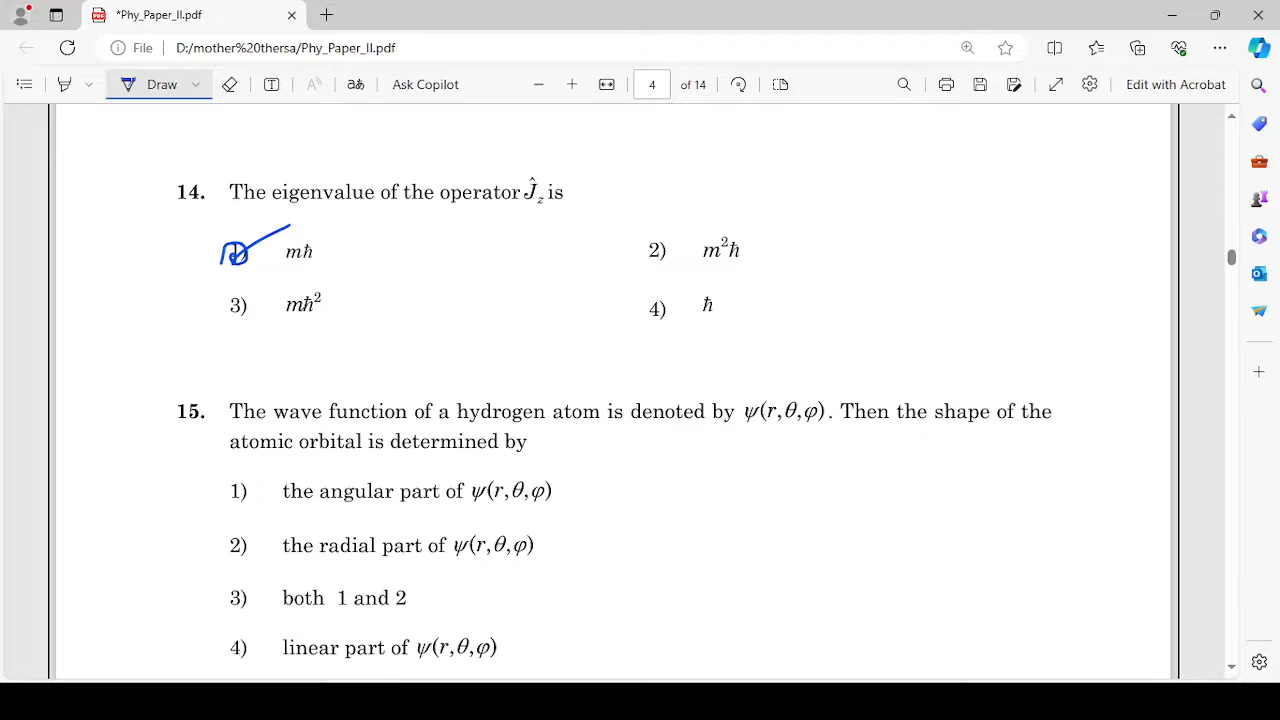 *Phy_Paper_II.pdf
File D:/mother%20thersa/Phy_Paper_II.pdf
Draw Ask Copilot 4 of 14 Edit with Acrobat
14. The eigenvalue of the operator Ĵz is
mħ 2) m²ħ
3) mħ² 4) ħ
15. The wave function of a hydrogen atom is denoted by ψ(r,θ,φ). Then the shape of the
atomic orbital is determined by
1) the angular part of ψ(r,θ,φ)
2) the radial part of ψ(r,θ,φ)
3) both 1 and 2
4) linear part of ψ(r,θ,φ)